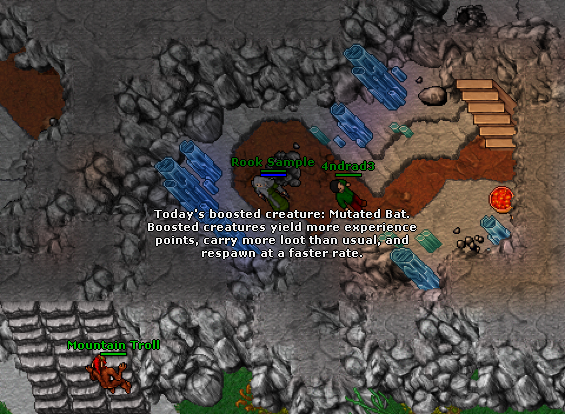 Rook Sample
4ndrad3
Today's boosted creature: Mutated Bat.
Boosted creatures yield more experience
points, carry more loot than usual, and
respawn at a faster rate.
Mountain Troll